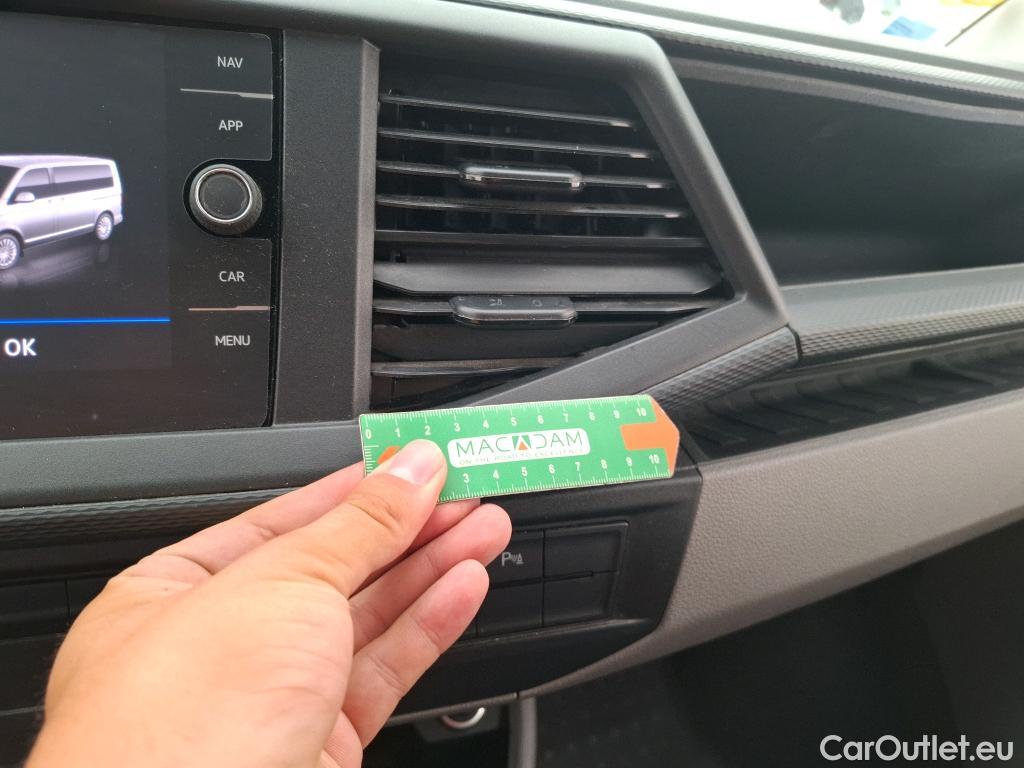 NAV
APP
CAR
MENU
OK
0 1 2 3 4 5 6 7 8 9 10
MACADAM
ON THE ROAD TO EXCELLENCE
3 4 5 6 7 8 9 10
P
CarOutlet.eu